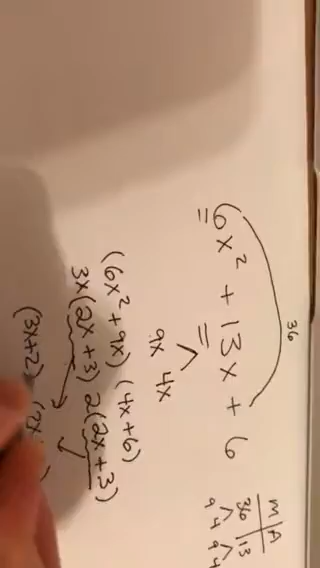 36
6x² + 13x + 6
9x 4x
(6x² + 9x) (4x + 6)
3x(2x + 3) 2(2x + 3)
(3x+2) (2x
M A
36 13
9 4 9 4